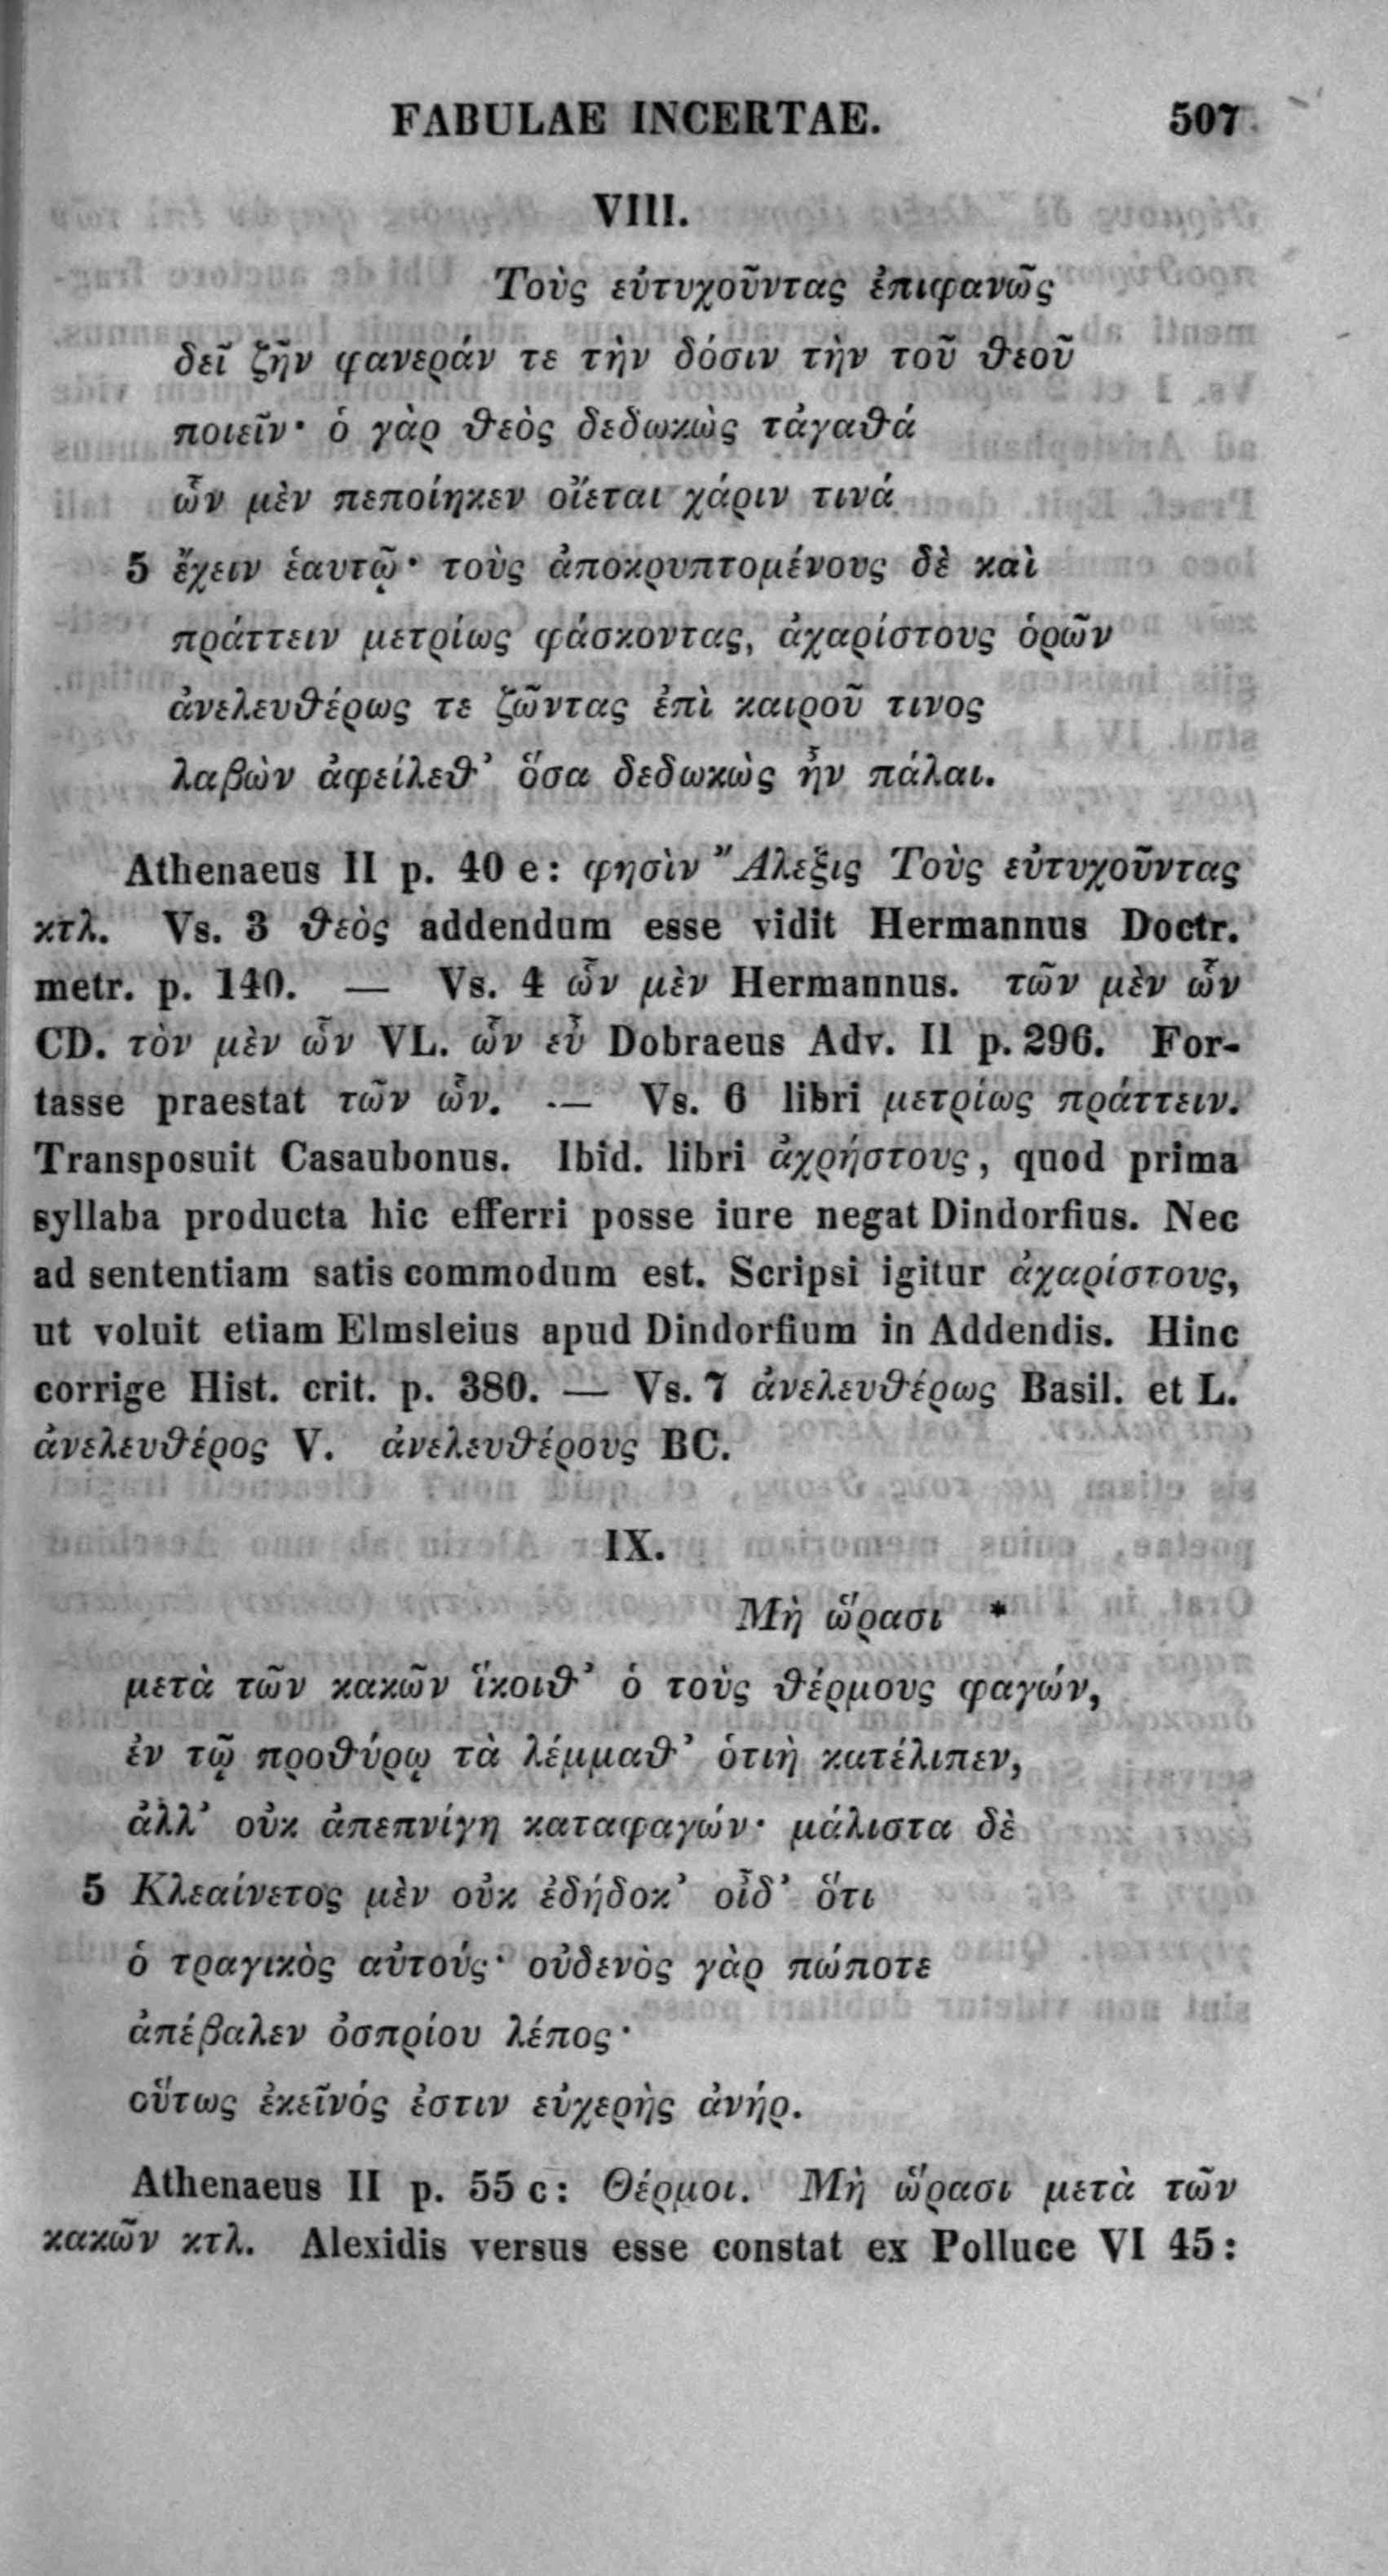 FABULAE INCERTAE. 507
VIII.
Τοὺς εὐτυχοῦντας ἐπιφανῶς
δεῖ ζῆν φανεράν τε τὴν δόσιν τὴν τοῦ θεοῦ
ποιεῖν· ὁ γὰρ θεὸς δεδωκὼς τἀγαθά
ὧν μὲν πεποίηκεν οἴεται χάριν τινά
5 ἔχειν ἑαυτῷ· τοὺς ἀποκρυπτομένους δὲ καὶ
πράττειν μετρίως φάσκοντας, ἀχαρίστους ὁρῶν
ἀνελευθέρως τε ζῶντας ἐπὶ καιροῦ τινος
λαβὼν ἀφείλεθ’ ὅσα δεδωκὼς ἦν πάλαι.
Athenaeus II p. 40 e: φησὶν Ἄλεξις Τοὺς εὐτυχοῦντας
κτλ. Vs. 3 θεὸς addendum esse vidit Hermannus Doctr.
metr. p. 140. — Vs. 4 ὧν μὲν Hermannus. τῶν μὲν ὧν
CD. τὸν μὲν ὧν VL. ὧν εὖ Dobraeus Adv. II p. 296. For-
tasse praestat τῶν ὧν. — Vs. 6 libri μετρίως πράττειν.
Transposuit Casaubonus. Ibid. libri ἀχρήστους, quod prima
syllaba producta hic efferri posse iure negat Dindorfius. Nec
ad sententiam satis commodum est. Scripsi igitur ἀχαρίστους,
ut voluit etiam Elmsleius apud Dindorfium in Addendis. Hinc
corrige Hist. crit. p. 380. — Vs. 7 ἀνελευθέρως Basil. et L.
ἀνελευθέρος V. ἀνελευθέρους BC.
IX.
Μὴ ὥρασι *
μετὰ τῶν κακῶν ἵκοιθ’ ὁ τοὺς θέρμους φαγών,
ἐν τῷ προθύρῳ τὰ λέμμαθ’ ὁτιὴ κατέλιπεν,
ἀλλ’ οὐκ ἀπεπνίγη καταφαγών· μάλιστα δὲ
5 Κλεαίνετος μὲν οὐκ ἐδήδοκ’ οἶδ’ ὅτι
ὁ τραγικὸς αὐτούς· οὐδενὸς γὰρ πώποτε
ἀπέβαλεν ὀσπρίου λέπος·
οὕτως ἐκεῖνός ἐστιν εὐχερὴς ἀνήρ.
Athenaeus II p. 55 c: Θέρμοι. Μὴ ὥρασι μετὰ τῶν
κακῶν κτλ. Alexidis versus esse constat ex Polluce VI 45: